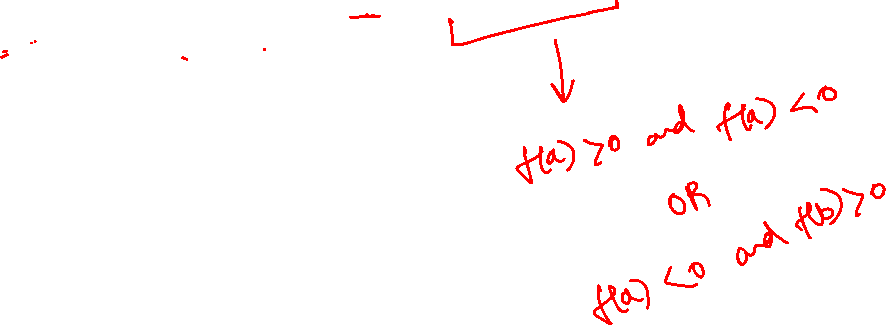 f(a) > 0 and f(a) < 0
OR
f(a) < 0 and f(b) > 0